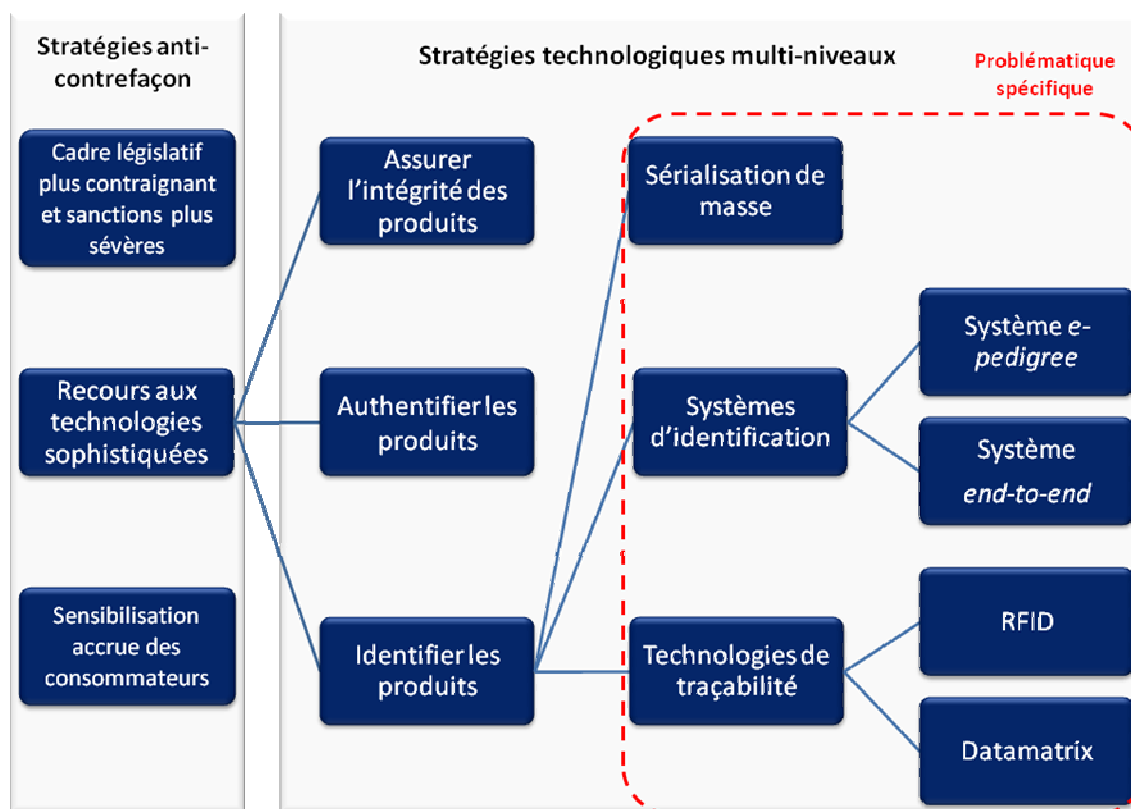 Stratégies anti-
contrefaçon
Cadre législatif
plus contraignant
et sanctions plus
sévères
Recours aux
technologies
sophistiquées
Sensibilisation
accrue des
consommateurs
Stratégies technologiques multi-niveaux
Problématique
spécifique
Assurer
l'intégrité des
produits
Authentifier les
produits
Identifier les
produits
Sérialisation de
masse
Systèmes
d'identification
Technologies de
traçabilité
Système e-
pedigree
Système
end-to-end
RFID
Datamatrix